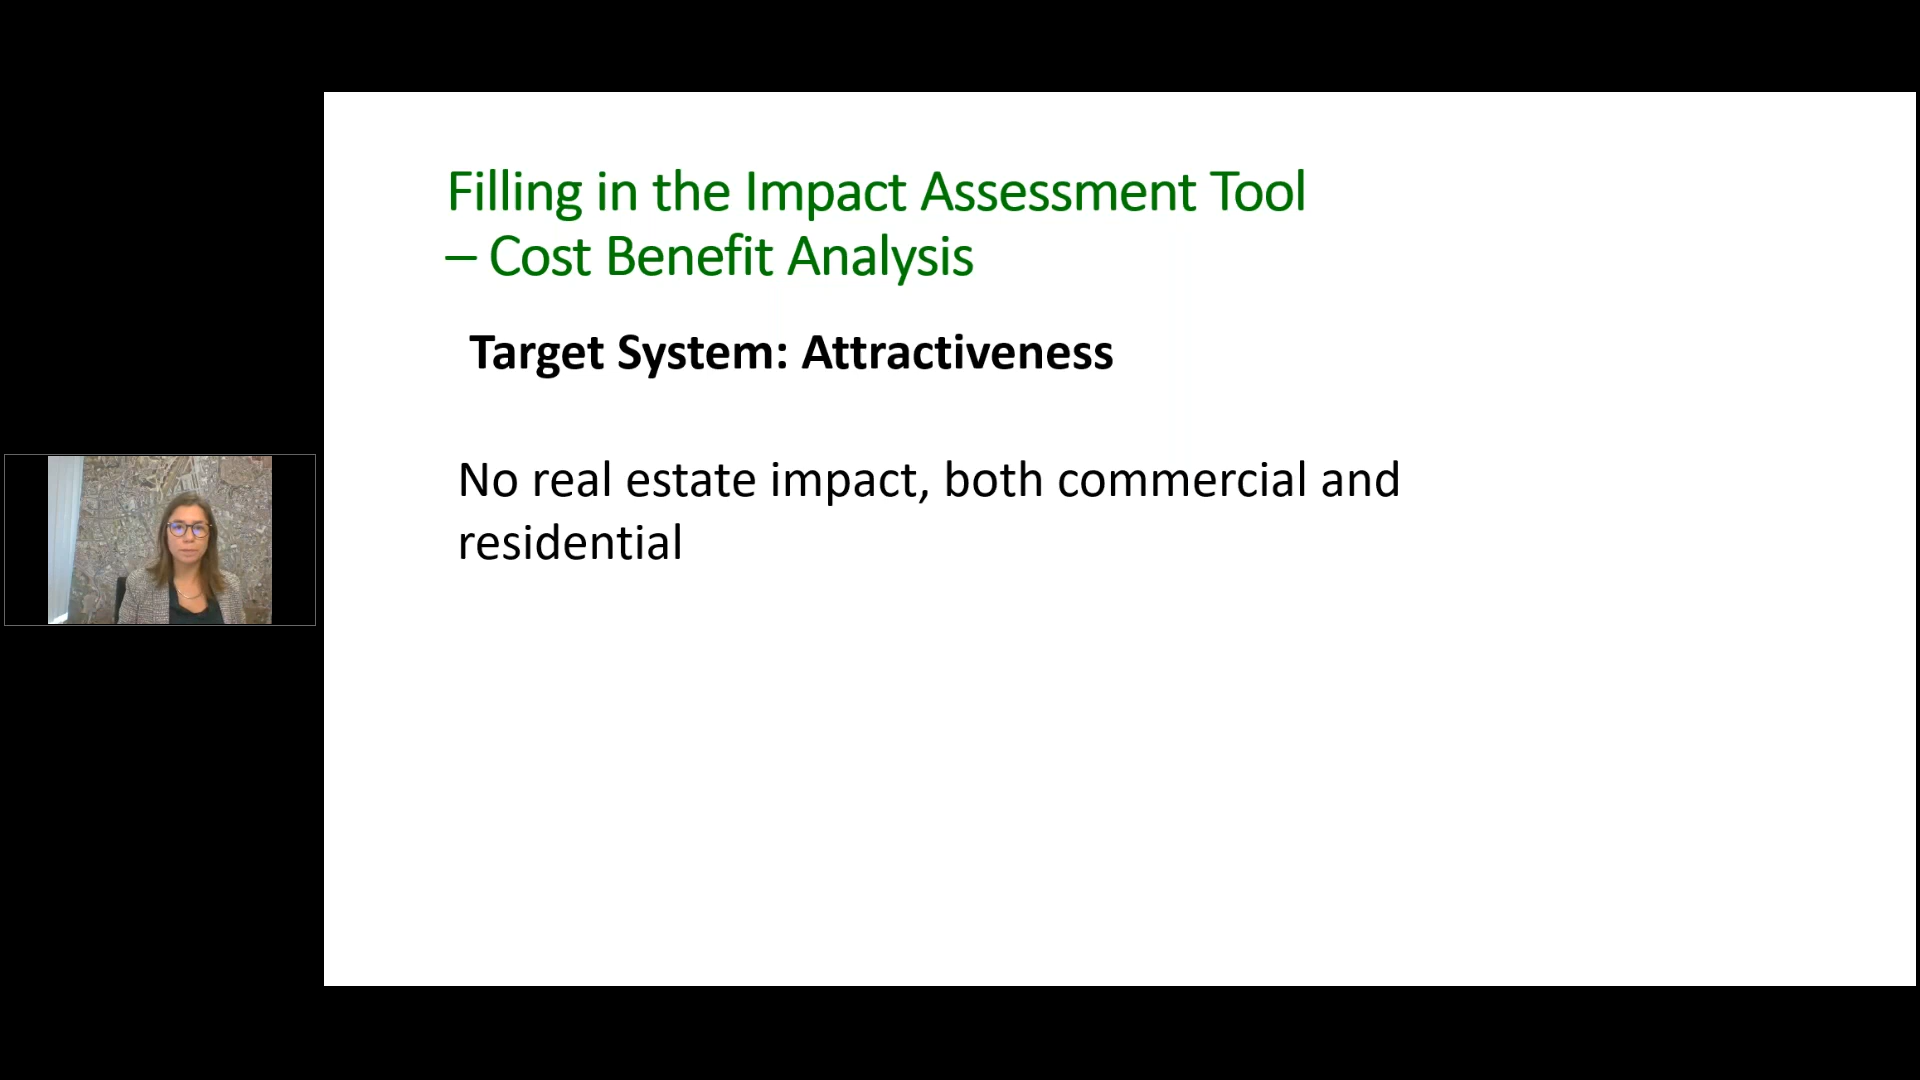 Filling in the Impact Assessment Tool
– Cost Benefit Analysis
Target System: Attractiveness
No real estate impact, both commercial and
residential